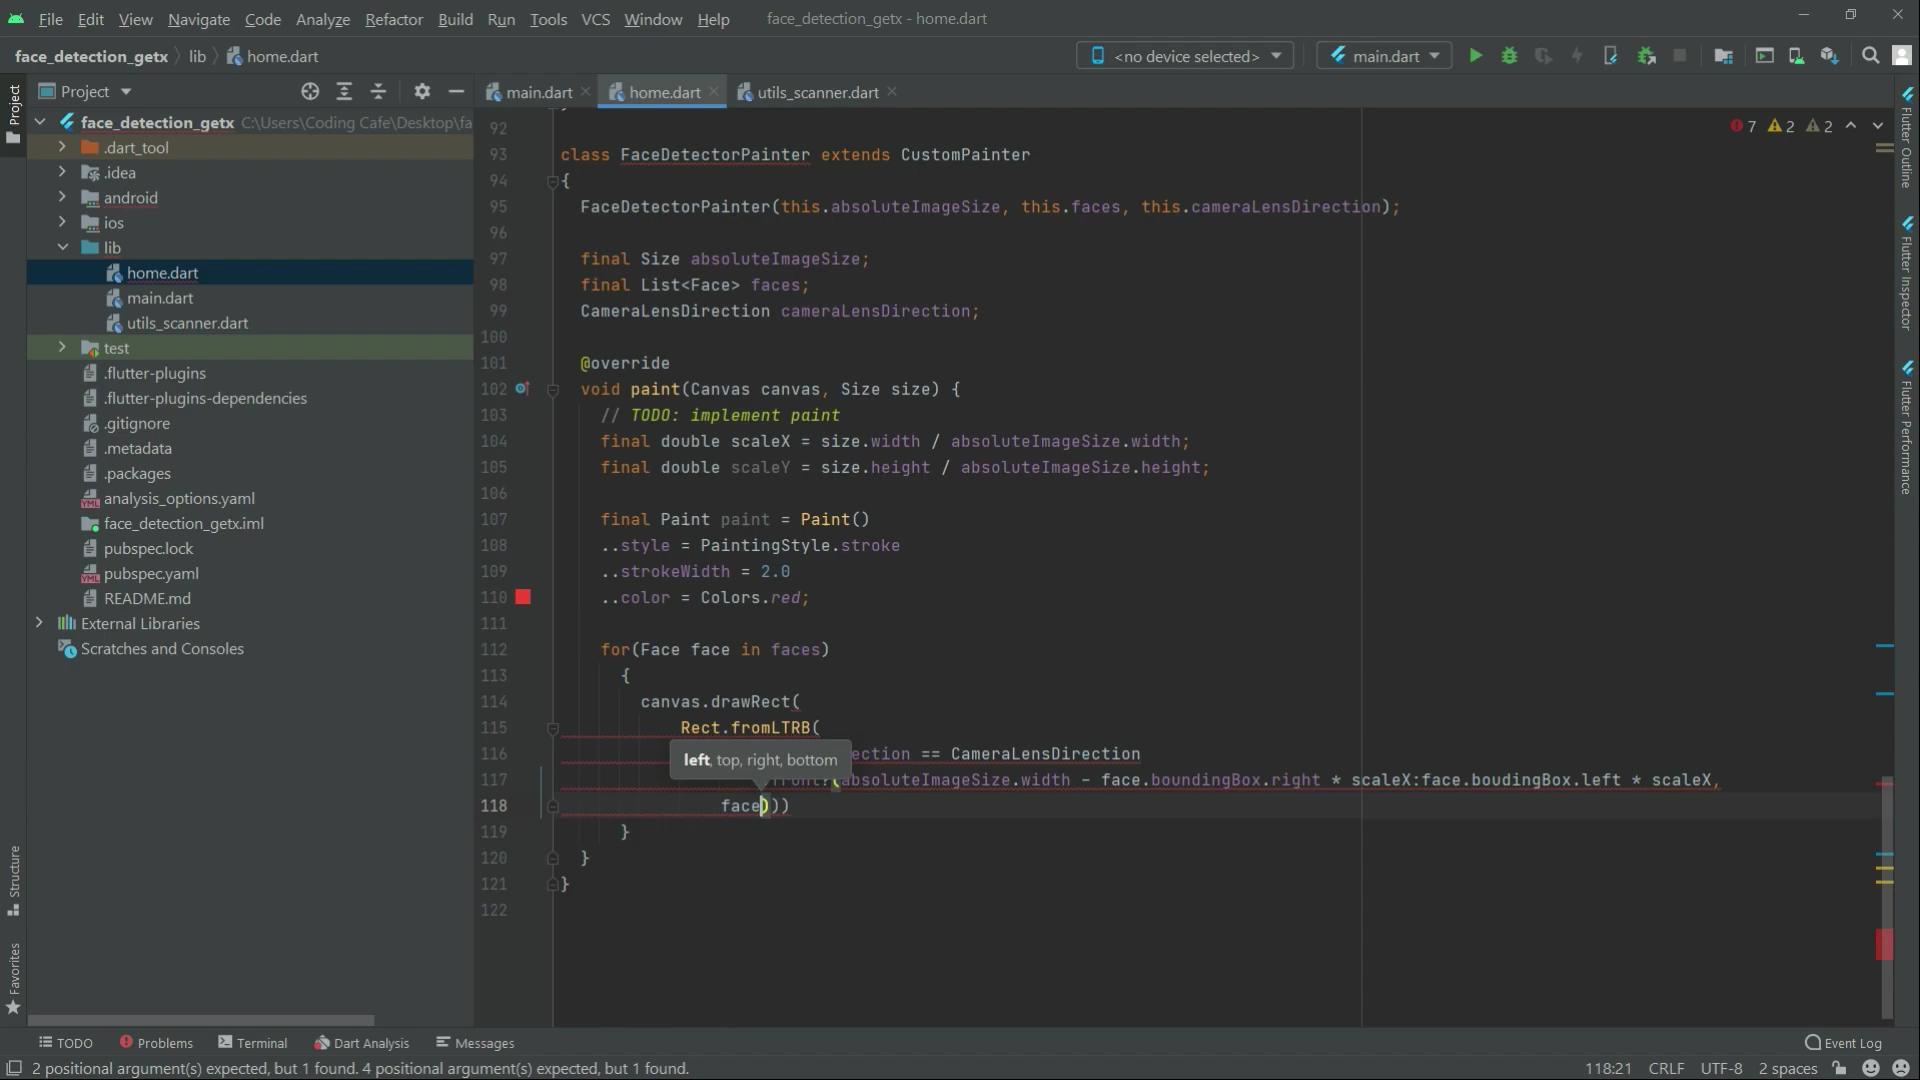 File Edit View Navigate Code Analyze Refactor Build Run Tools VCS Window Help face_detection_getx - home.dart
face_detection_getx lib home.dart <no device selected> main.dart
Project main.dart home.dart utils_scanner.dart
face_detection_getx C:\Users\Coding Cafe\Desktop\fa
.dart_tool
.idea
android
ios
lib
home.dart
main.dart
utils_scanner.dart
test
.flutter-plugins
.flutter-plugins-dependencies
.gitignore
.metadata
.packages
analysis_options.yaml
face_detection_getx.iml
pubspec.lock
pubspec.yaml
README.md
External Libraries
Scratches and Consoles
7 2 2
92
93 class FaceDetectorPainter extends CustomPainter
94 {
95 FaceDetectorPainter(this.absoluteImageSize, this.faces, this.cameraLensDirection);
96
97 final Size absoluteImageSize;
98 final List<Face> faces;
99 CameraLensDirection cameraLensDirection;
100
101 @override
102 void paint(Canvas canvas, Size size) {
103 // TODO: implement paint
104 final double scaleX = size.width / absoluteImageSize.width;
105 final double scaleY = size.height / absoluteImageSize.height;
106
107 final Paint paint = Paint()
108 ..style = PaintingStyle.stroke
109 ..strokeWidth = 2.0
110 ..color = Colors.red;
111
112 for(Face face in faces)
113 {
114 canvas.drawRect(
115 Rect.fromLTRB(
116 ection == CameraLensDirection
left, top, right, bottom
117 absoluteImageSize.width - face.boundingBox.right * scaleX:face.boudingBox.left * scaleX,
118 face)))
119 }
120 }
121 }
122
Project
Structure
Favorites
Flutter Outline
Flutter Inspector
Flutter Performance
TODO Problems Terminal Dart Analysis Messages Event Log
2 positional argument(s) expected, but 1 found. 4 positional argument(s) expected, but 1 found. 118:21 CRLF UTF-8 2 spaces